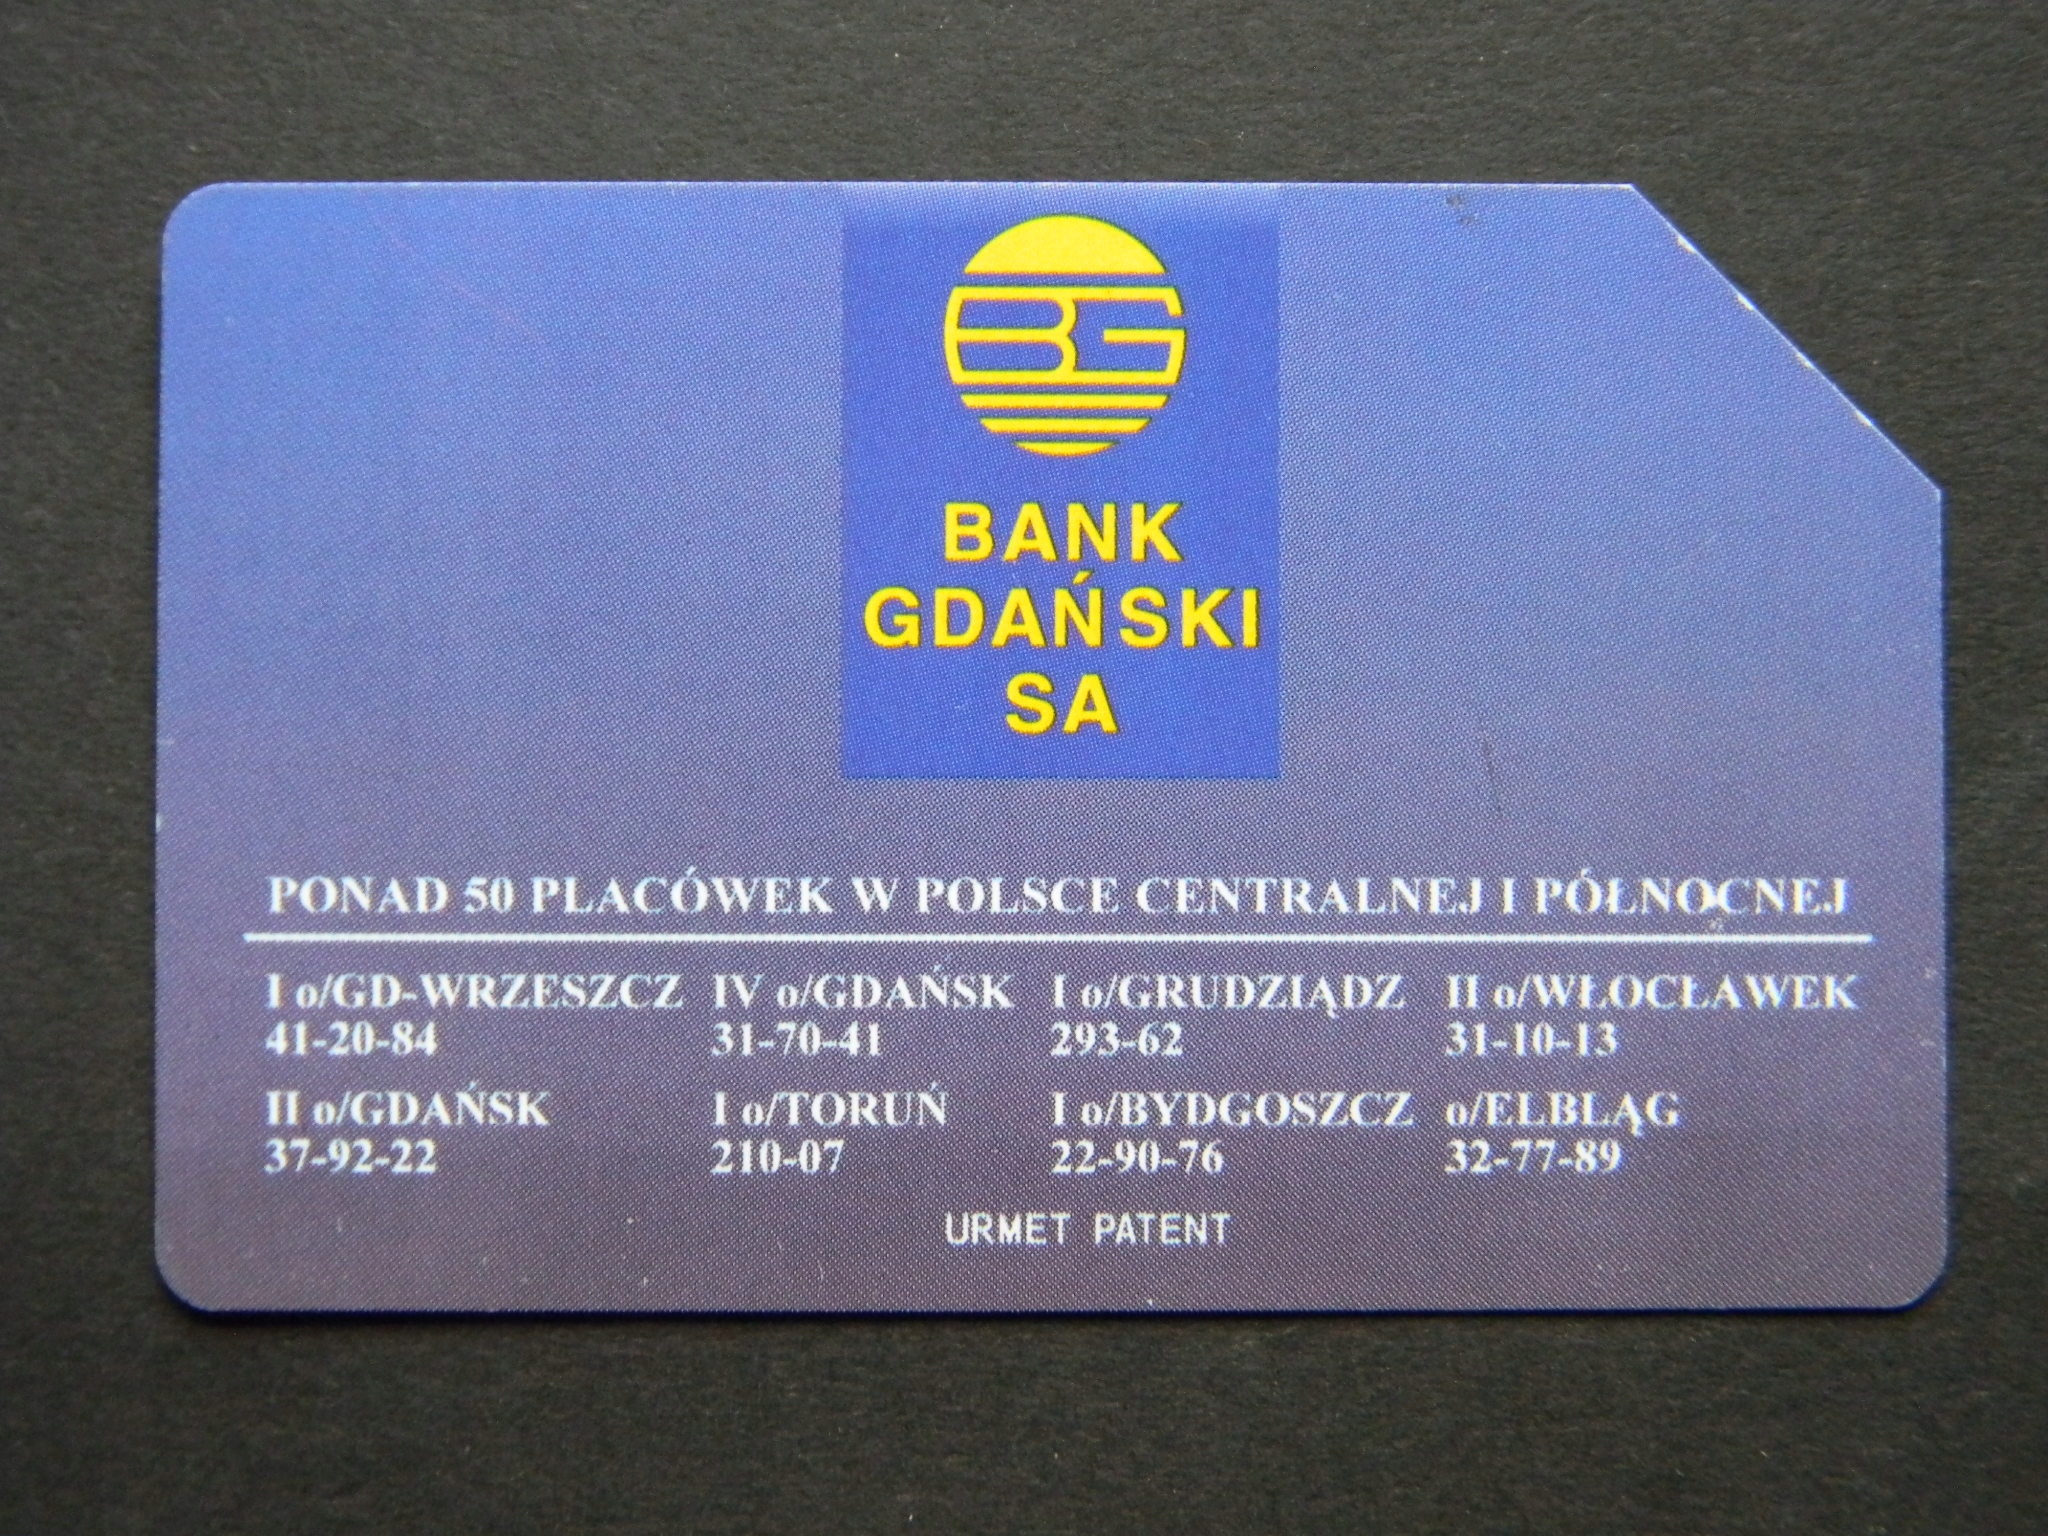 BG
BANK
GDAŃSKI
SA
PONAD 50 PLACÓWEK W POLSCE CENTRALNEJ I PÓŁNOCNEJ
I o/GD-WRZESZCZ IV o/GDAŃSK I o/GRUDZIĄDZ II o/WŁOCŁAWEK
41-20-84 31-70-41 293-62 31-10-13
II o/GDAŃSK I o/TORUŃ I o/BYDGOSZCZ o/ELBLĄG
37-92-22 210-07 22-90-76 32-77-89
URMET PATENT